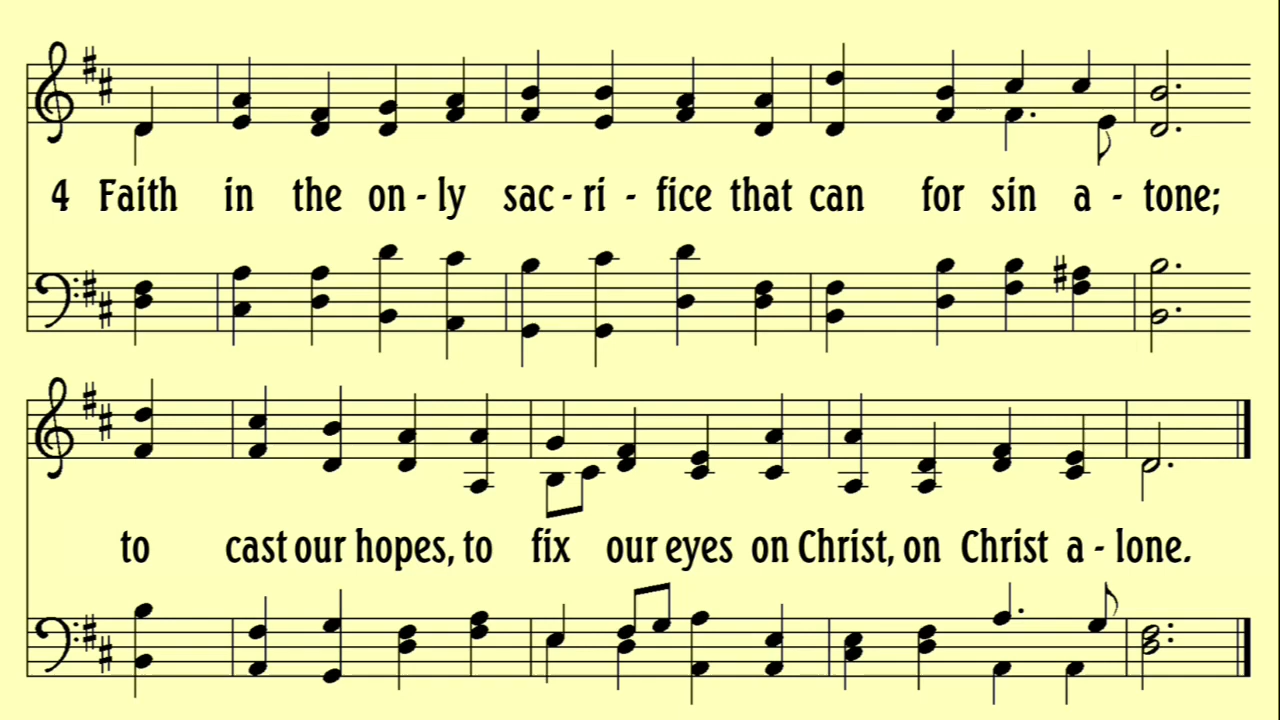 4 Faith in the on - ly sac - ri - fice that can for sin a - tone;
to cast our hopes, to fix our eyes on Christ, on Christ a - lone.